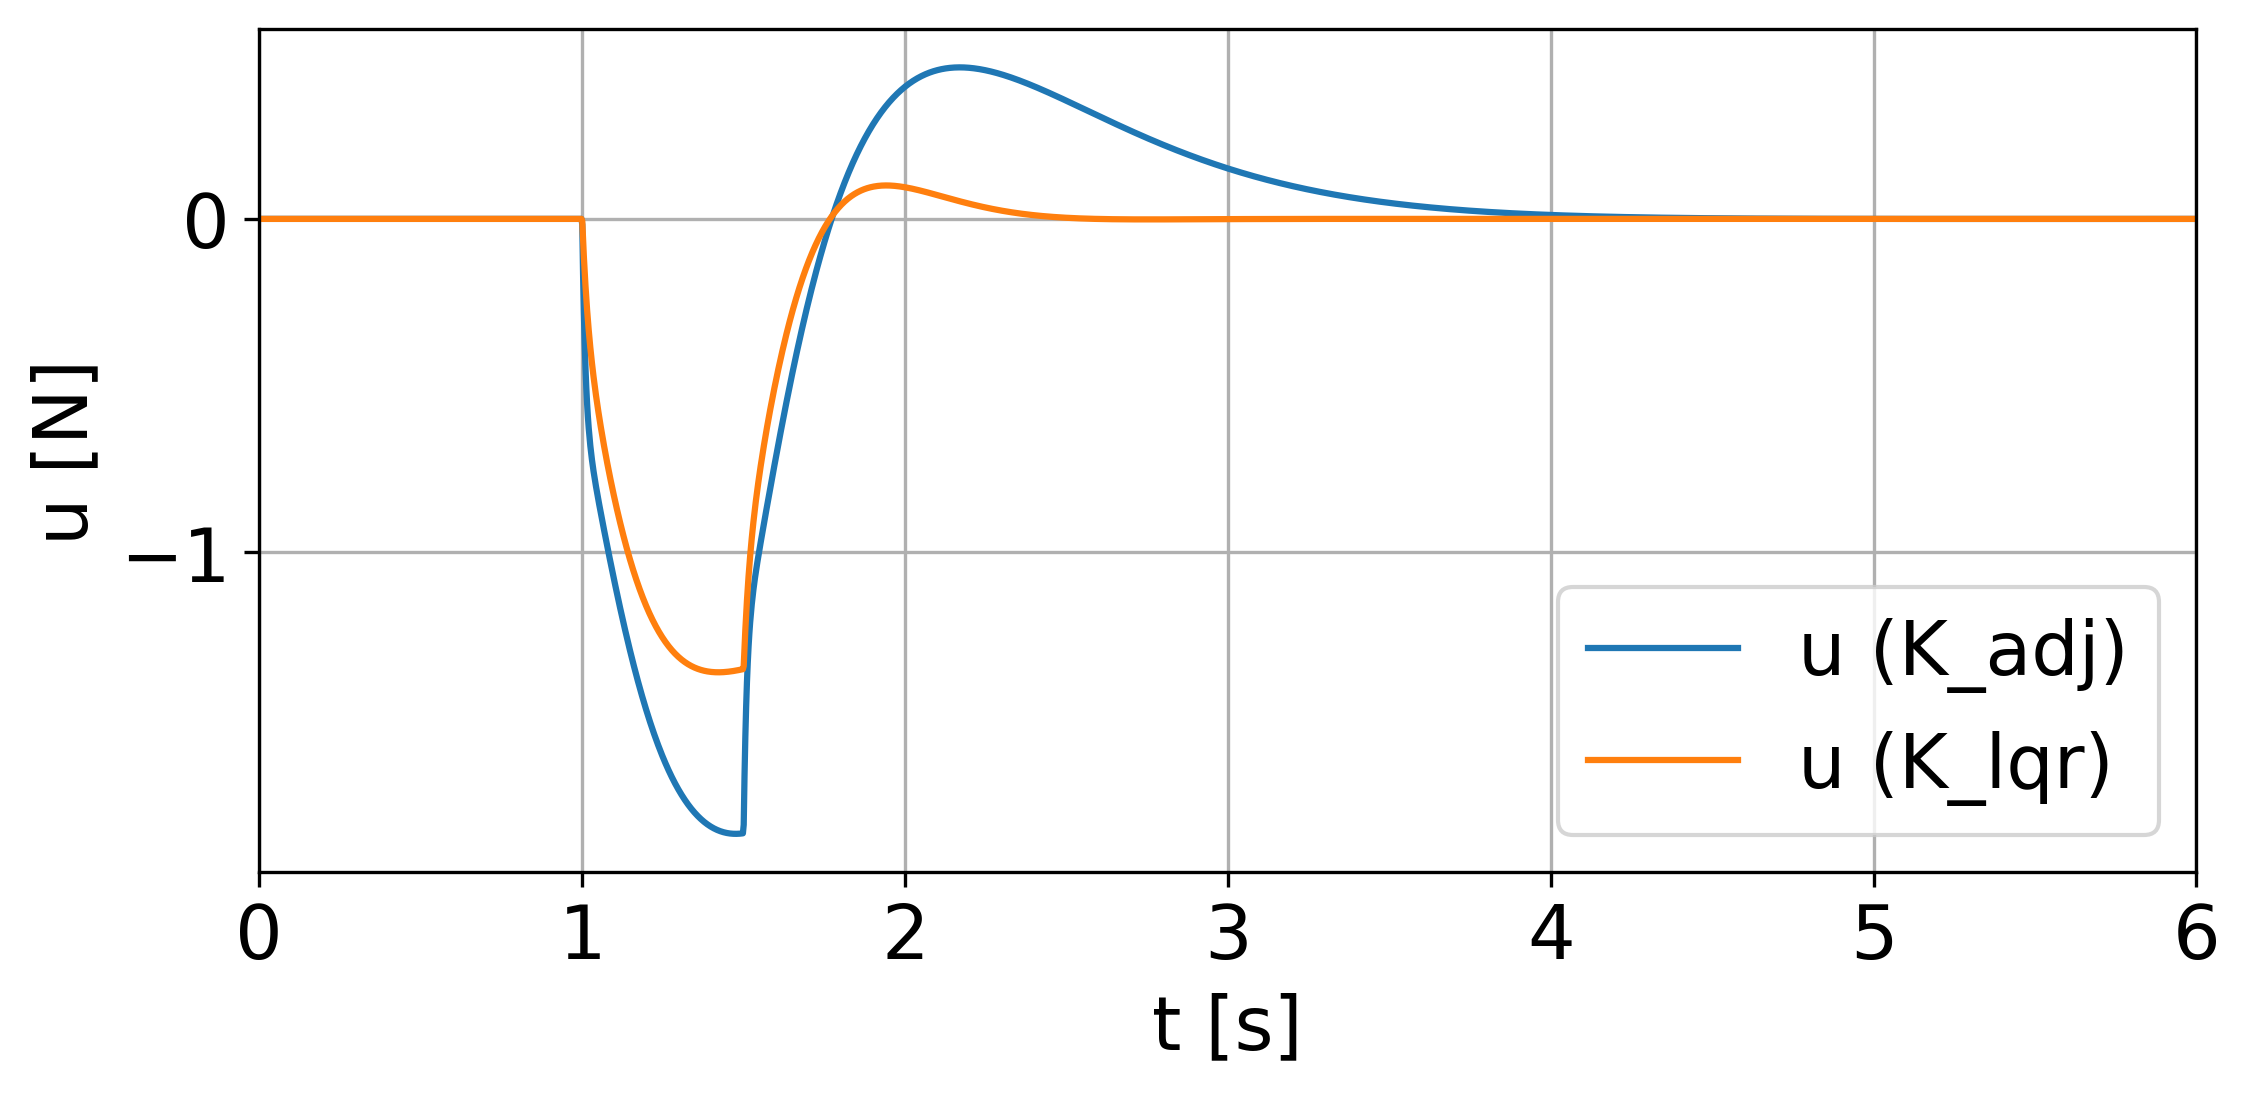 u [N]
0
−1
0 1 2 3 4 5 6
t [s]
u (K_adj)
u (K_lqr)